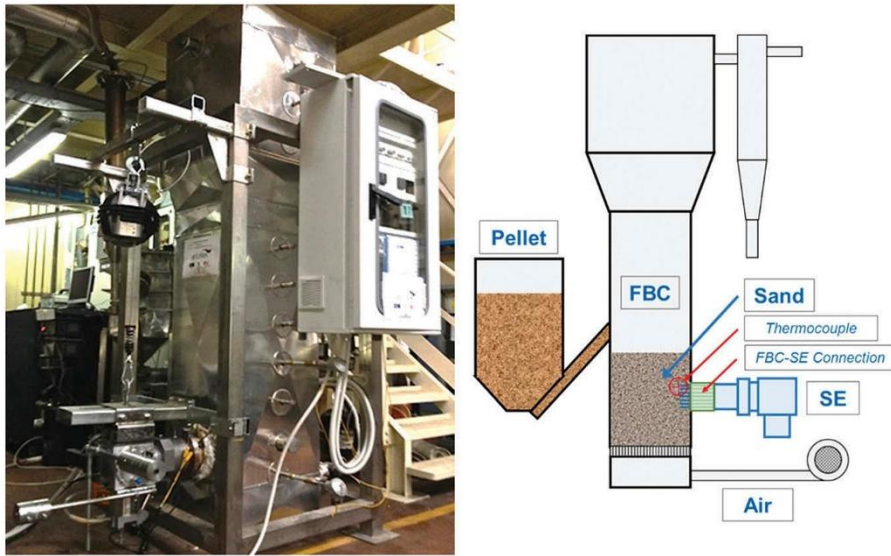 Pellet
FBC
Sand
Thermocouple
FBC-SE Connection
SE
Air